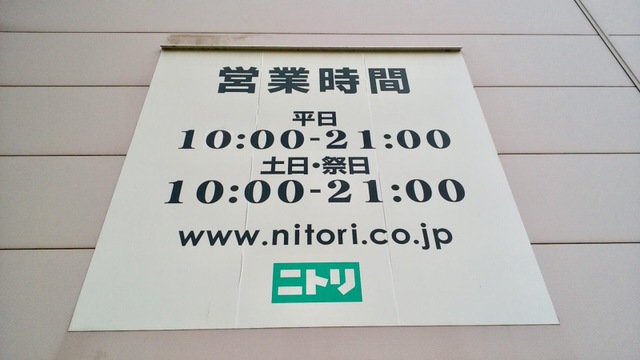 営業時間
平日
10:00-21:00
土日・祭日
10:00-21:00
www.nitori.co.jp
ニトリ